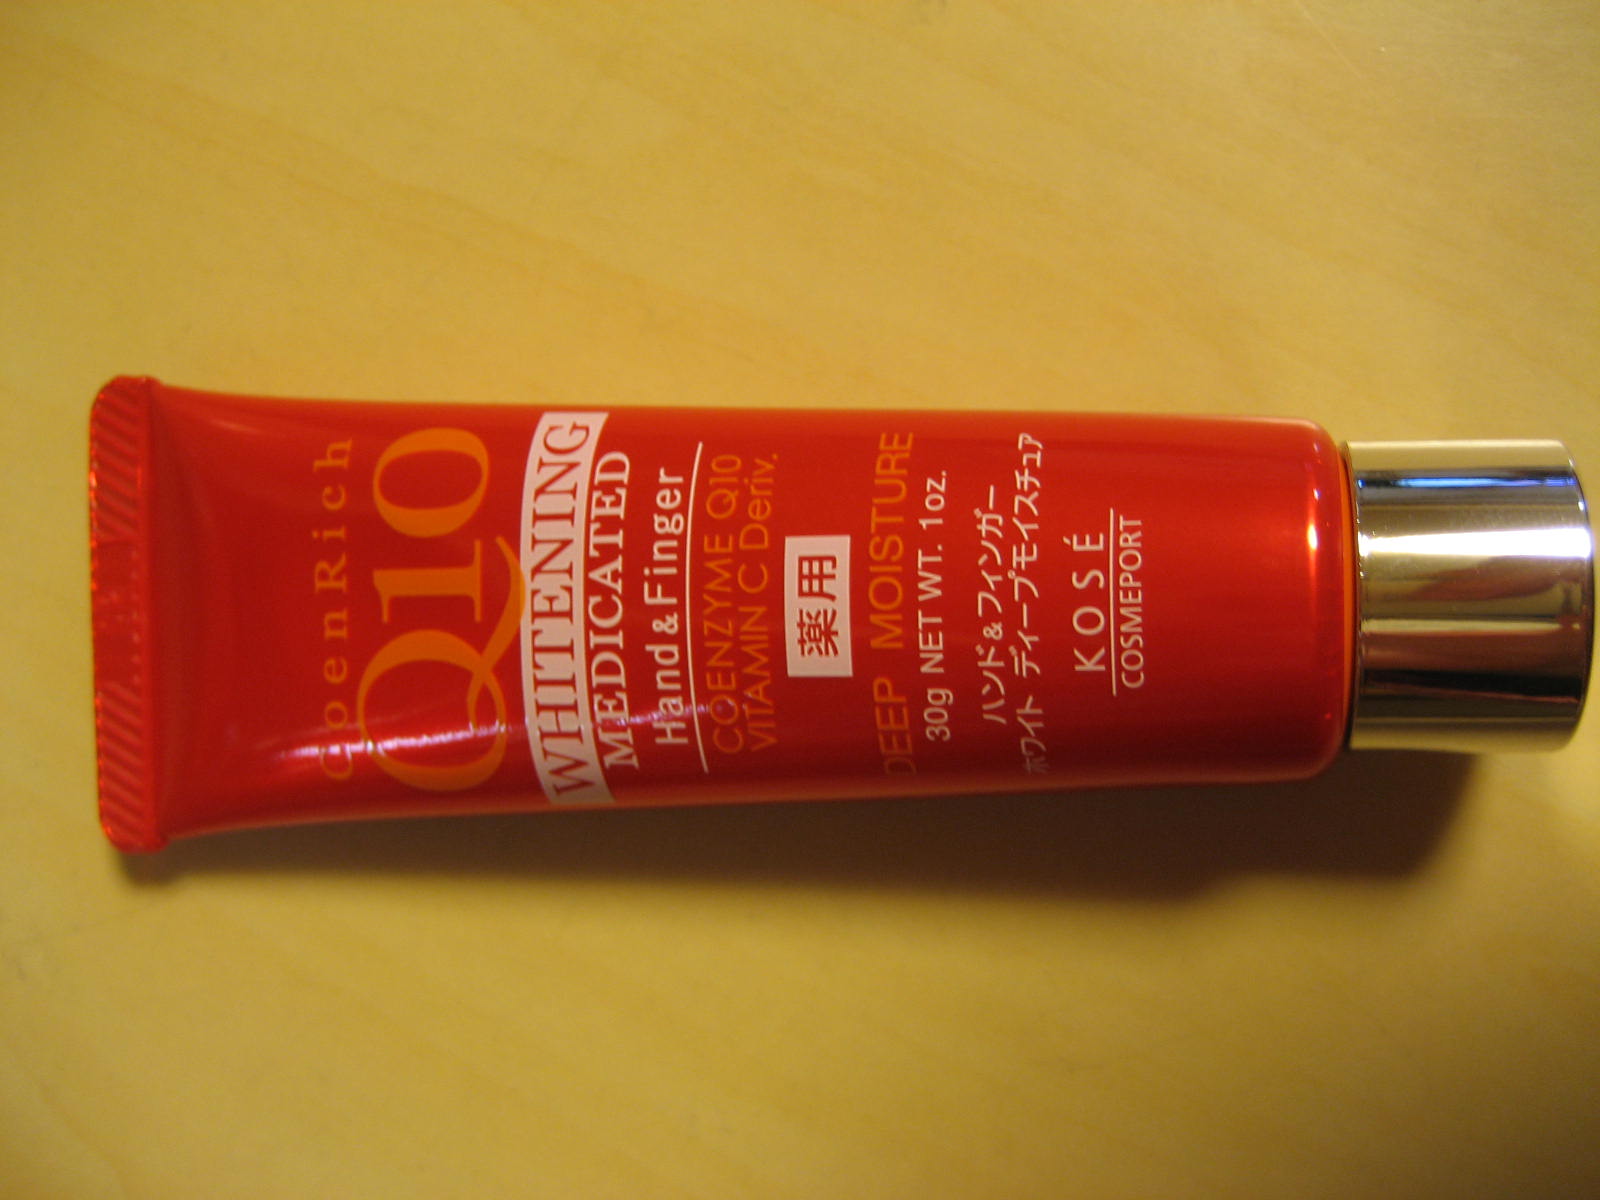 CoenRich
Q10
WHITENING
MEDICATED
Hand & Finger
COENZYME Q10
VITAMIN C Deriv.
薬用
DEEP MOISTURE
30g NET WT. 1oz.
ハンド&フィンガー
ホワイト ディープモイスチュア
KOSÉ
COSMEPORT